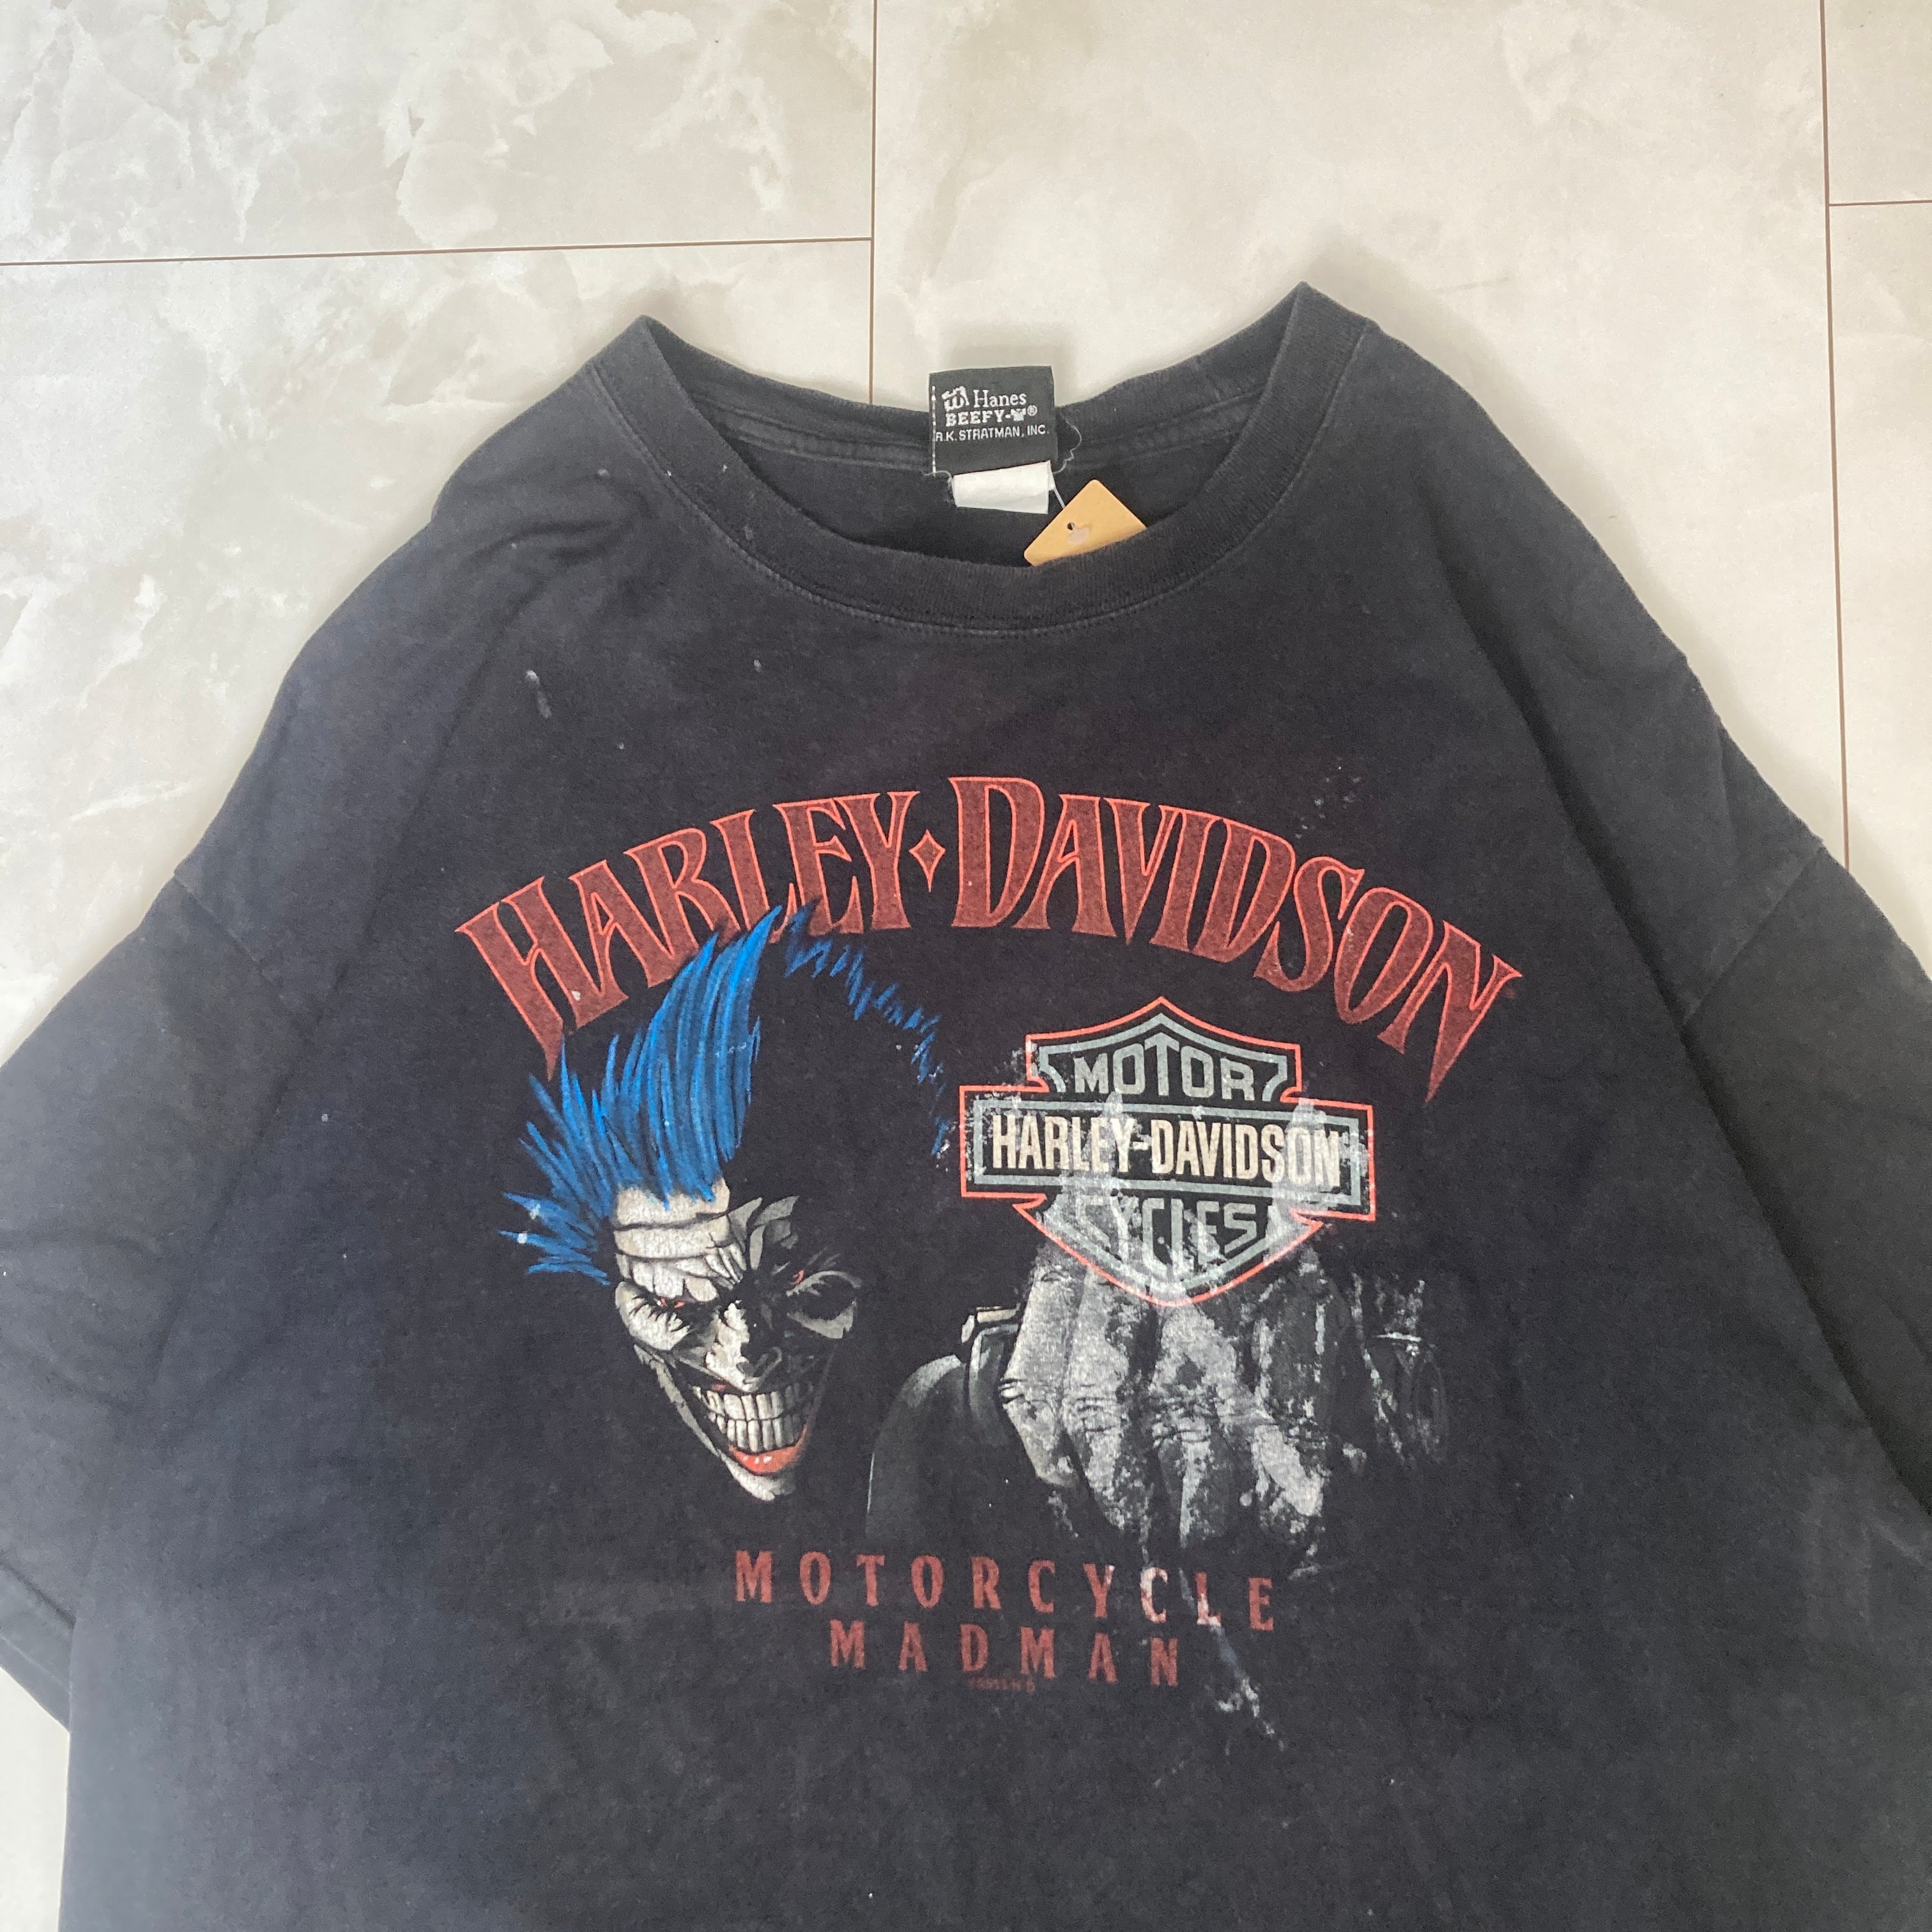 Hanes
BEEFY-T®
R.K. STRATMAN, INC.
HARLEY-DAVIDSON
MOTOR
HARLEY-DAVIDSON
CYCLES
MOTORCYCLE
MADMAN